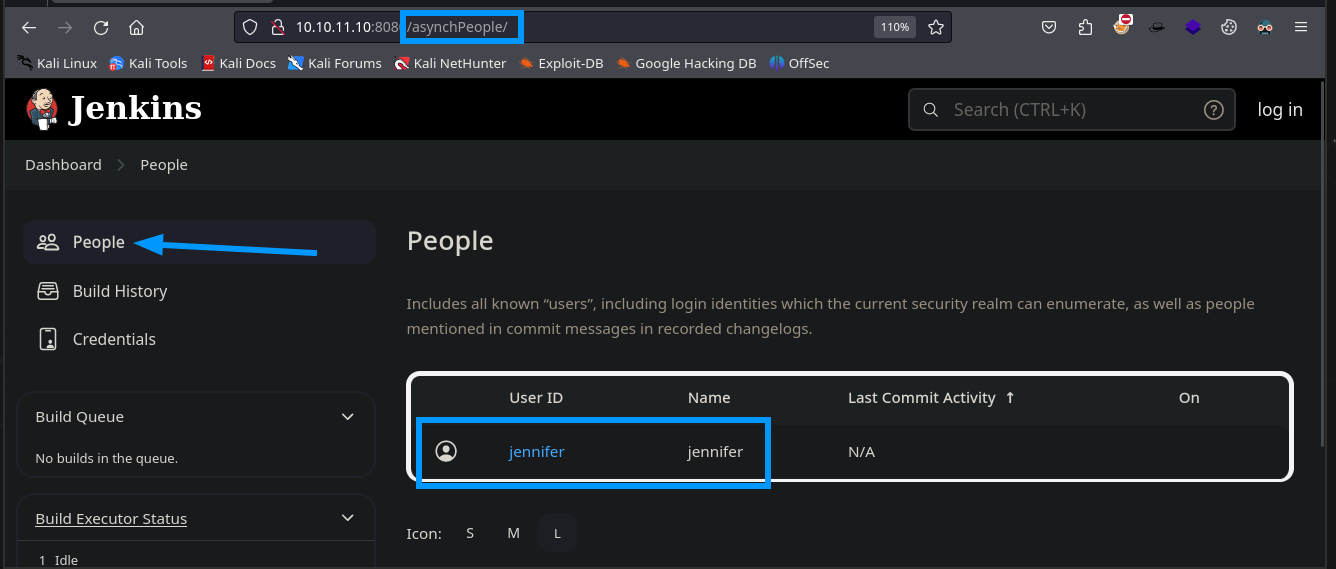 10.10.11.10:808 /asynchPeople/
110%
Kali Linux Kali Tools Kali Docs Kali Forums Kali NetHunter Exploit-DB Google Hacking DB OffSec
Jenkins
Search (CTRL+K)
log in
Dashboard People
People
Build History
Credentials
Build Queue
No builds in the queue.
Build Executor Status
1 Idle
People
Includes all known “users”, including login identities which the current security realm can enumerate, as well as people
mentioned in commit messages in recorded changelogs.
User ID Name Last Commit Activity ↑ On
jennifer jennifer N/A
Icon: S M L